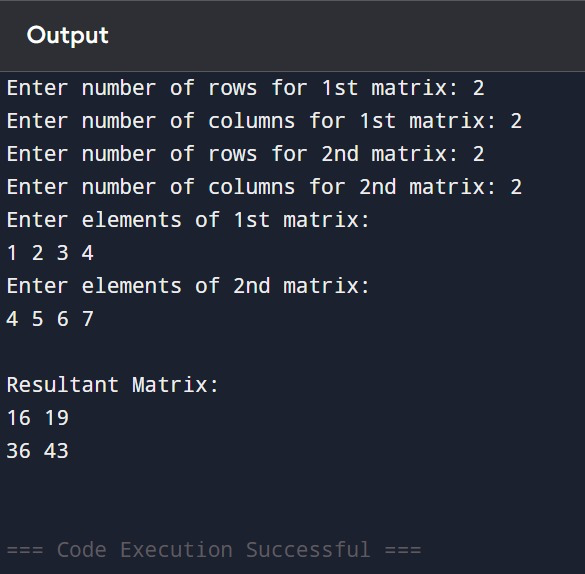 Output
Enter number of rows for 1st matrix: 2
Enter number of columns for 1st matrix: 2
Enter number of rows for 2nd matrix: 2
Enter number of columns for 2nd matrix: 2
Enter elements of 1st matrix:
1 2 3 4
Enter elements of 2nd matrix:
4 5 6 7
Resultant Matrix:
16 19
36 43
=== Code Execution Successful ===